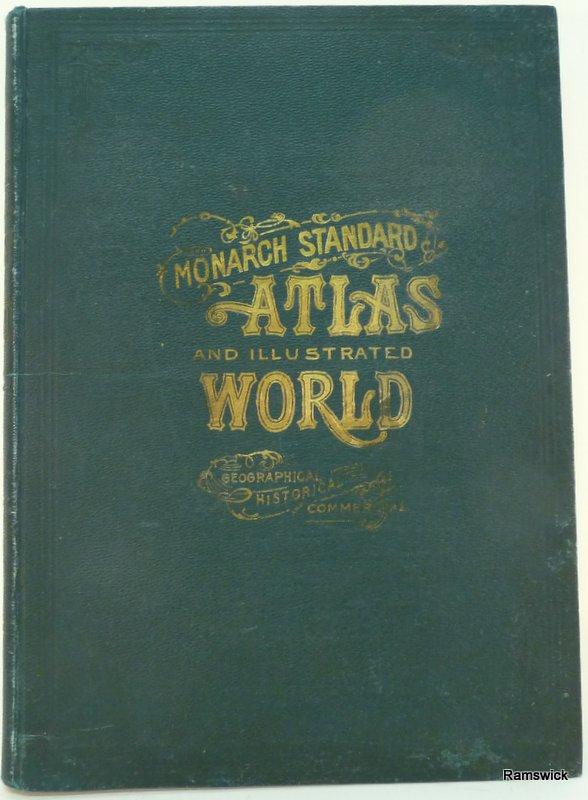 MONARCH STANDARD
ATLAS
AND ILLUSTRATED
WORLD
GEOGRAPHICAL
HISTORICAL
COMMERCIAL
Ramswick